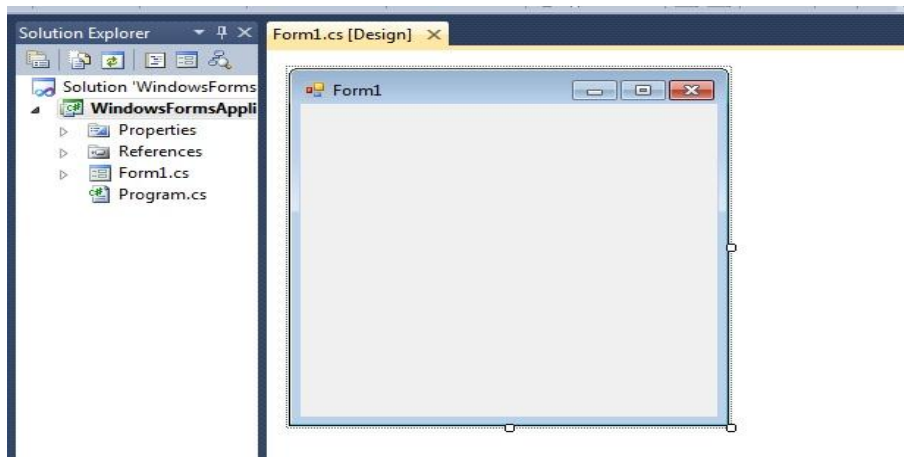 Solution Explorer
Form1.cs [Design]
Solution 'WindowsForms
WindowsFormsAppli
Properties
References
Form1.cs
Program.cs
Form1